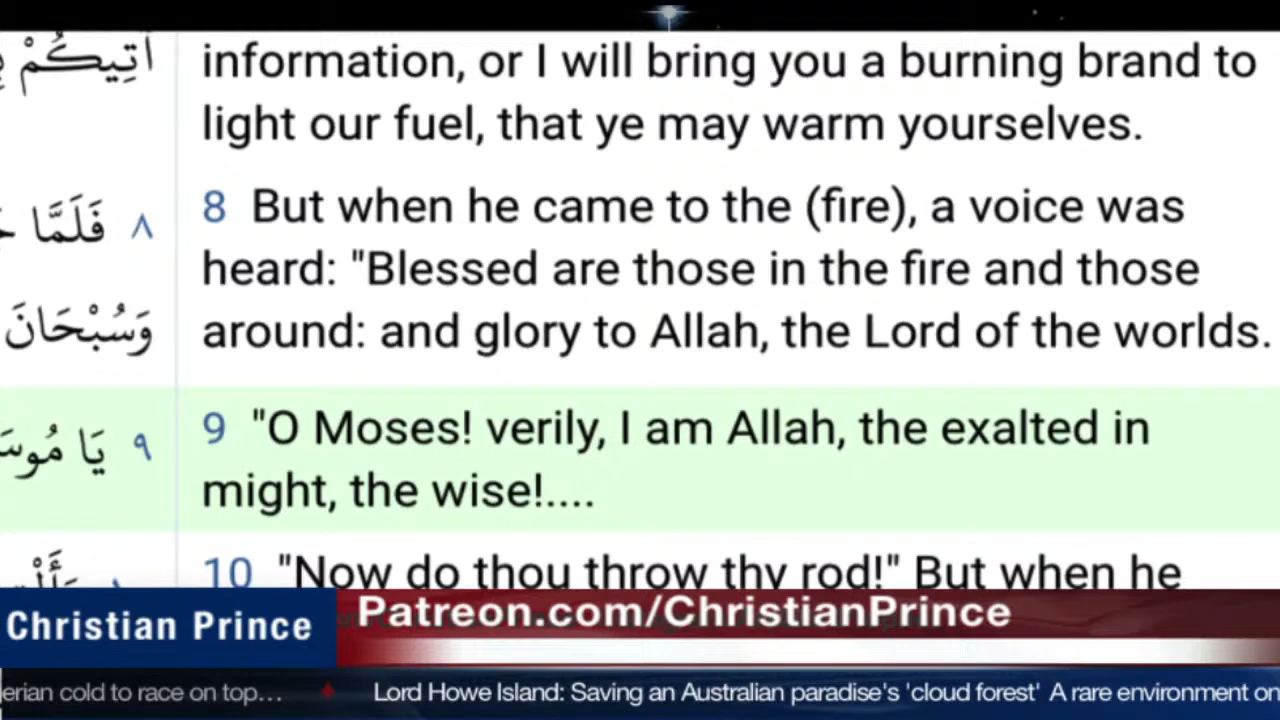 information, or I will bring you a burning brand to
light our fuel, that ye may warm yourselves.
٨ فَلَمَّا
8 But when he came to the (fire), a voice was
heard: "Blessed are those in the fire and those
وَسُبْحَانَ
around: and glory to Allah, the Lord of the worlds.
٩ يَا
9 "O Moses! verily, I am Allah, the exalted in
might, the wise!....
10 "Now do thou throw thy rod!" But when he
Patreon.com/ChristianPrince
Christian Prince
erian cold to race on top… Lord Howe Island: Saving an Australian paradise's 'cloud forest' A rare environment on